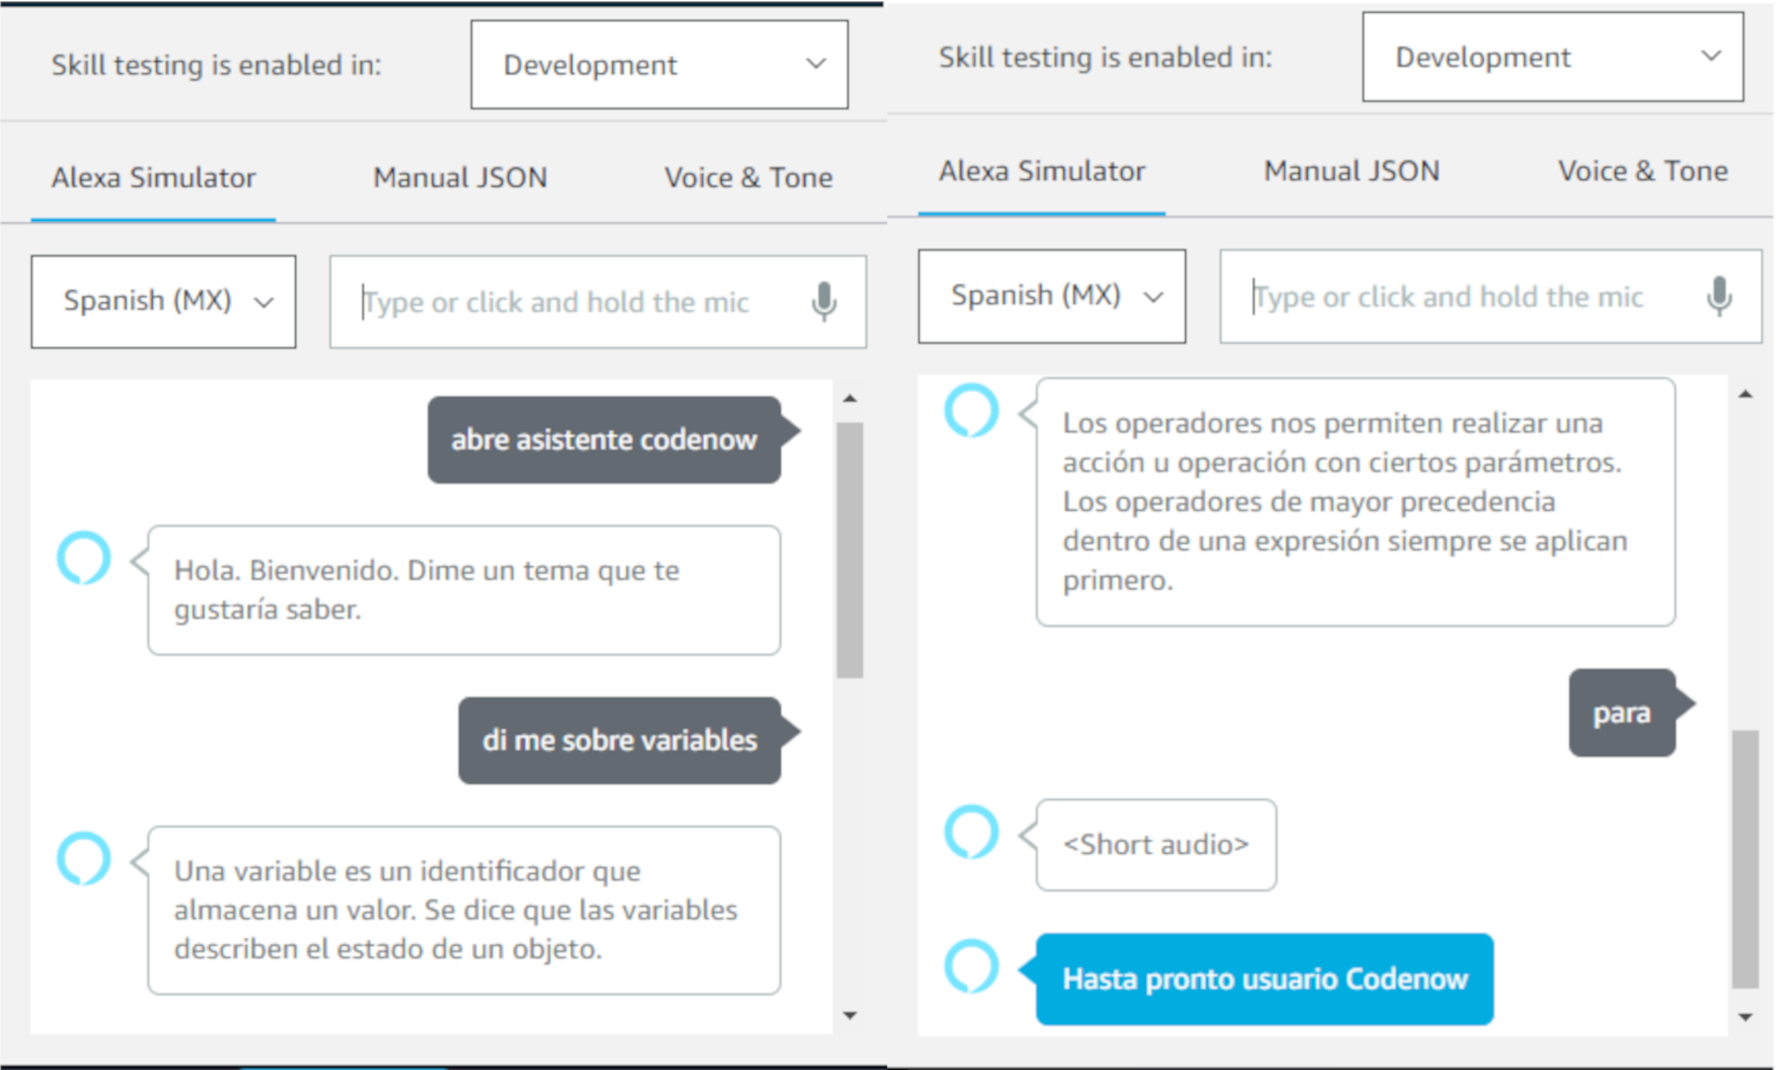 Skill testing is enabled in:
Development
Alexa Simulator
Manual JSON
Voice & Tone
Spanish (MX)
Type or click and hold the mic
abre asistente codenow
Hola. Bienvenido. Dime un tema que te
gustaría saber.
di me sobre variables
Una variable es un identificador que
almacena un valor. Se dice que las variables
describen el estado de un objeto.
Skill testing is enabled in:
Development
Alexa Simulator
Manual JSON
Voice & Tone
Spanish (MX)
Type or click and hold the mic
Los operadores nos permiten realizar una
acción u operación con ciertos parámetros.
Los operadores de mayor precedencia
dentro de una expresión siempre se aplican
primero.
para
<Short audio>
Hasta pronto usuario Codenow